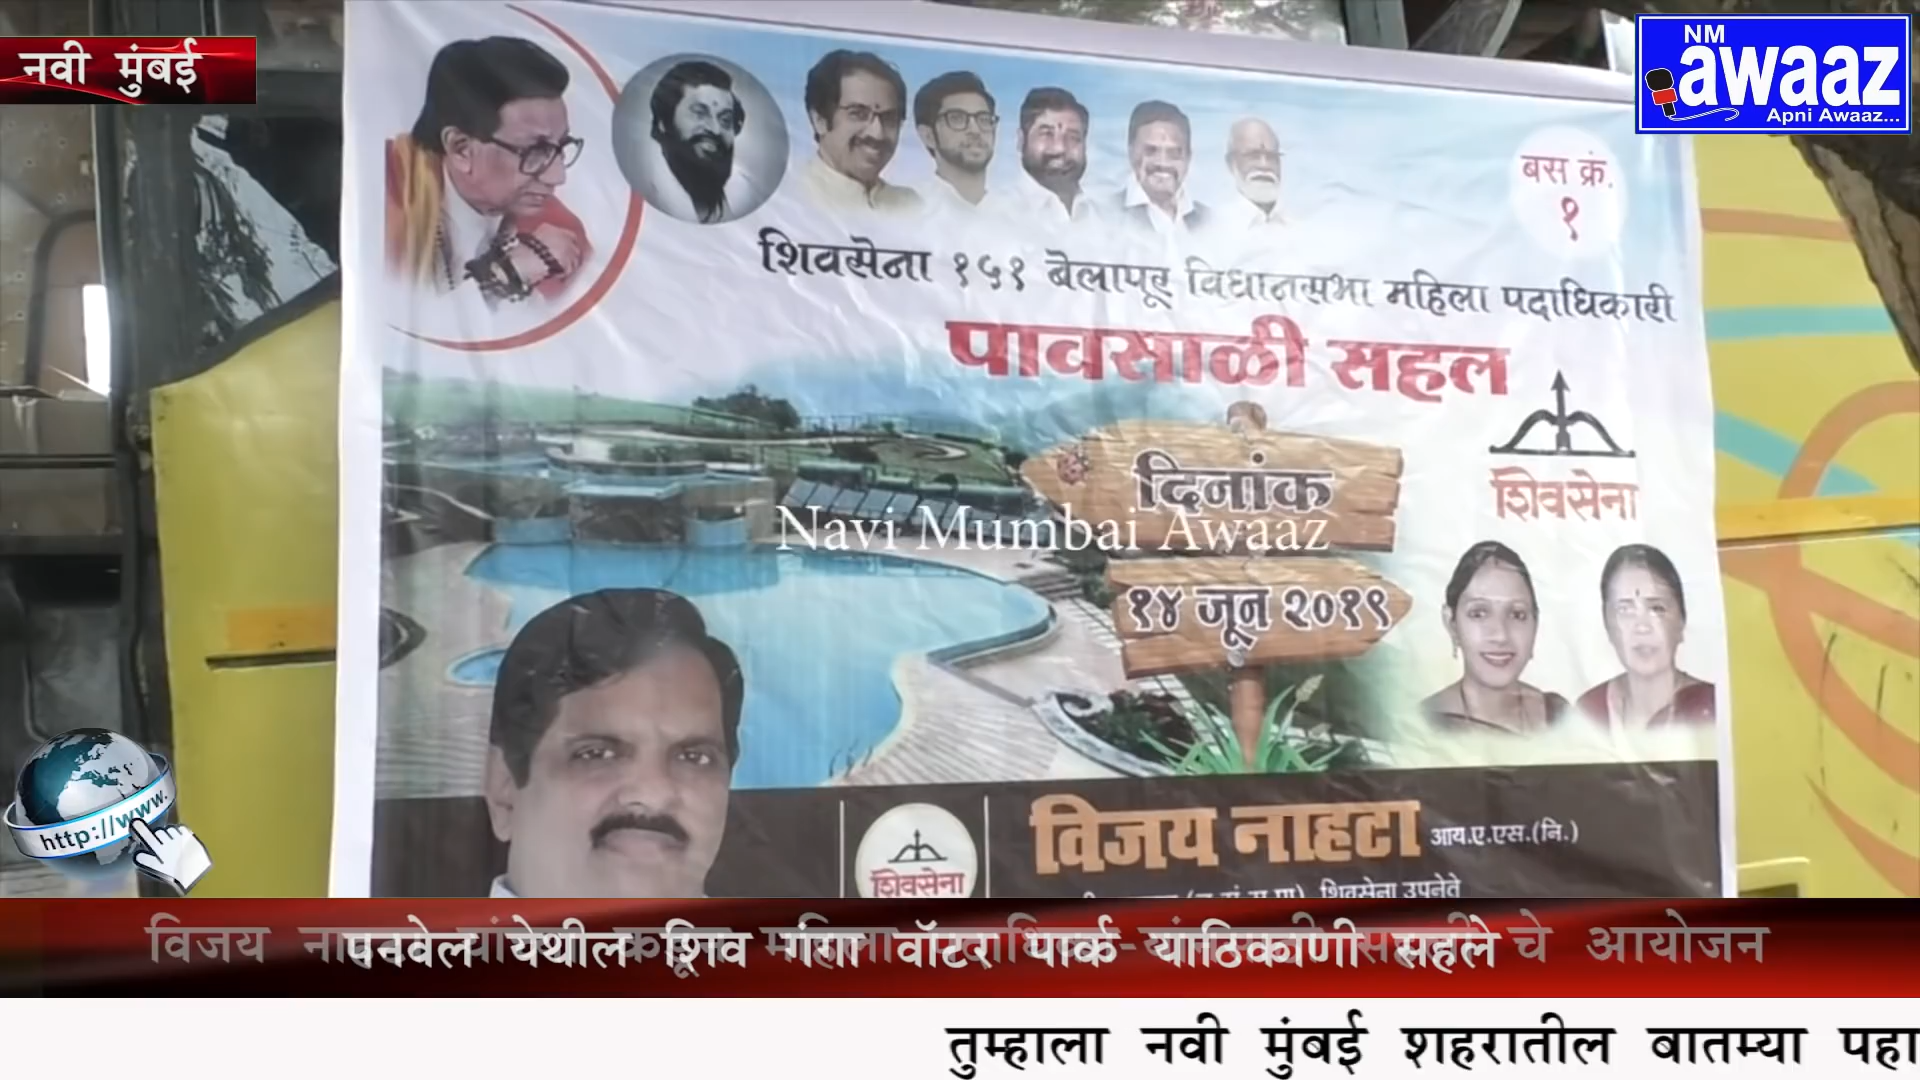 नवी मुंबई
NM
awaaz
Apni Awaaz...
बस क्रं.
१
शिवसेना १५१ बेलापूर विधानसभा महिला पदाधिकारी
पावसाळी सहल
शिवसेना
दिनांक
१४ जून २०१९
Navi Mumbai Awaaz
विजय नाहटा आय.ए.एस.(नि.)
शिवसेना
शिवसेना उपनेते
http://www.
पनवेल येथील शिव गंगा वॉटर पार्क याठिकाणी सहल
विजय महिला चे आयोजन
तुम्हाला नवी मुंबई शहरातील बातम्या पहा